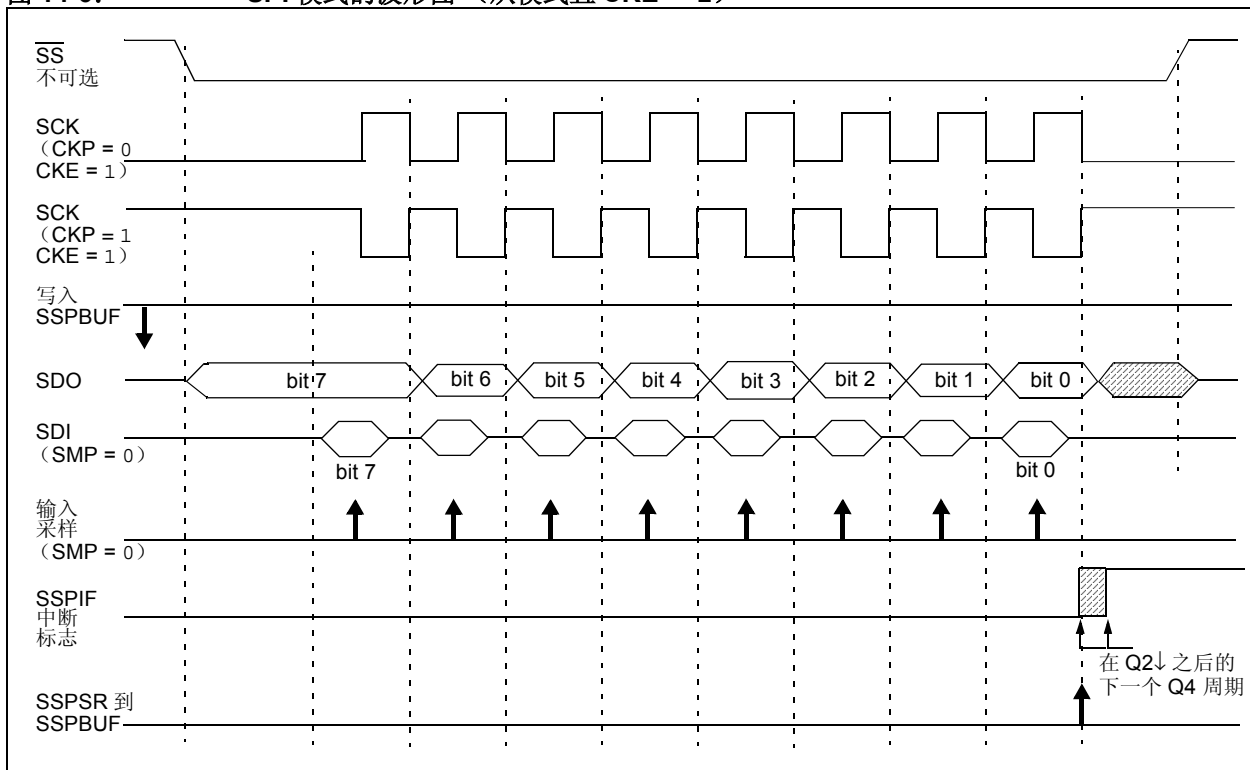 SS
不可选
SCK
（CKP = 0
CKE = 1）
SCK
（CKP = 1
CKE = 1）
写入
SSPBUF
SDO
bit 7
bit 6
bit 5
bit 4
bit 3
bit 2
bit 1
bit 0
SDI
（SMP = 0）
bit 7
bit 0
输入
采样
（SMP = 0）
SSPIF
中断
标志
在 Q2↓ 之后的
下一个 Q4 周期
SSPSR 到
SSPBUF